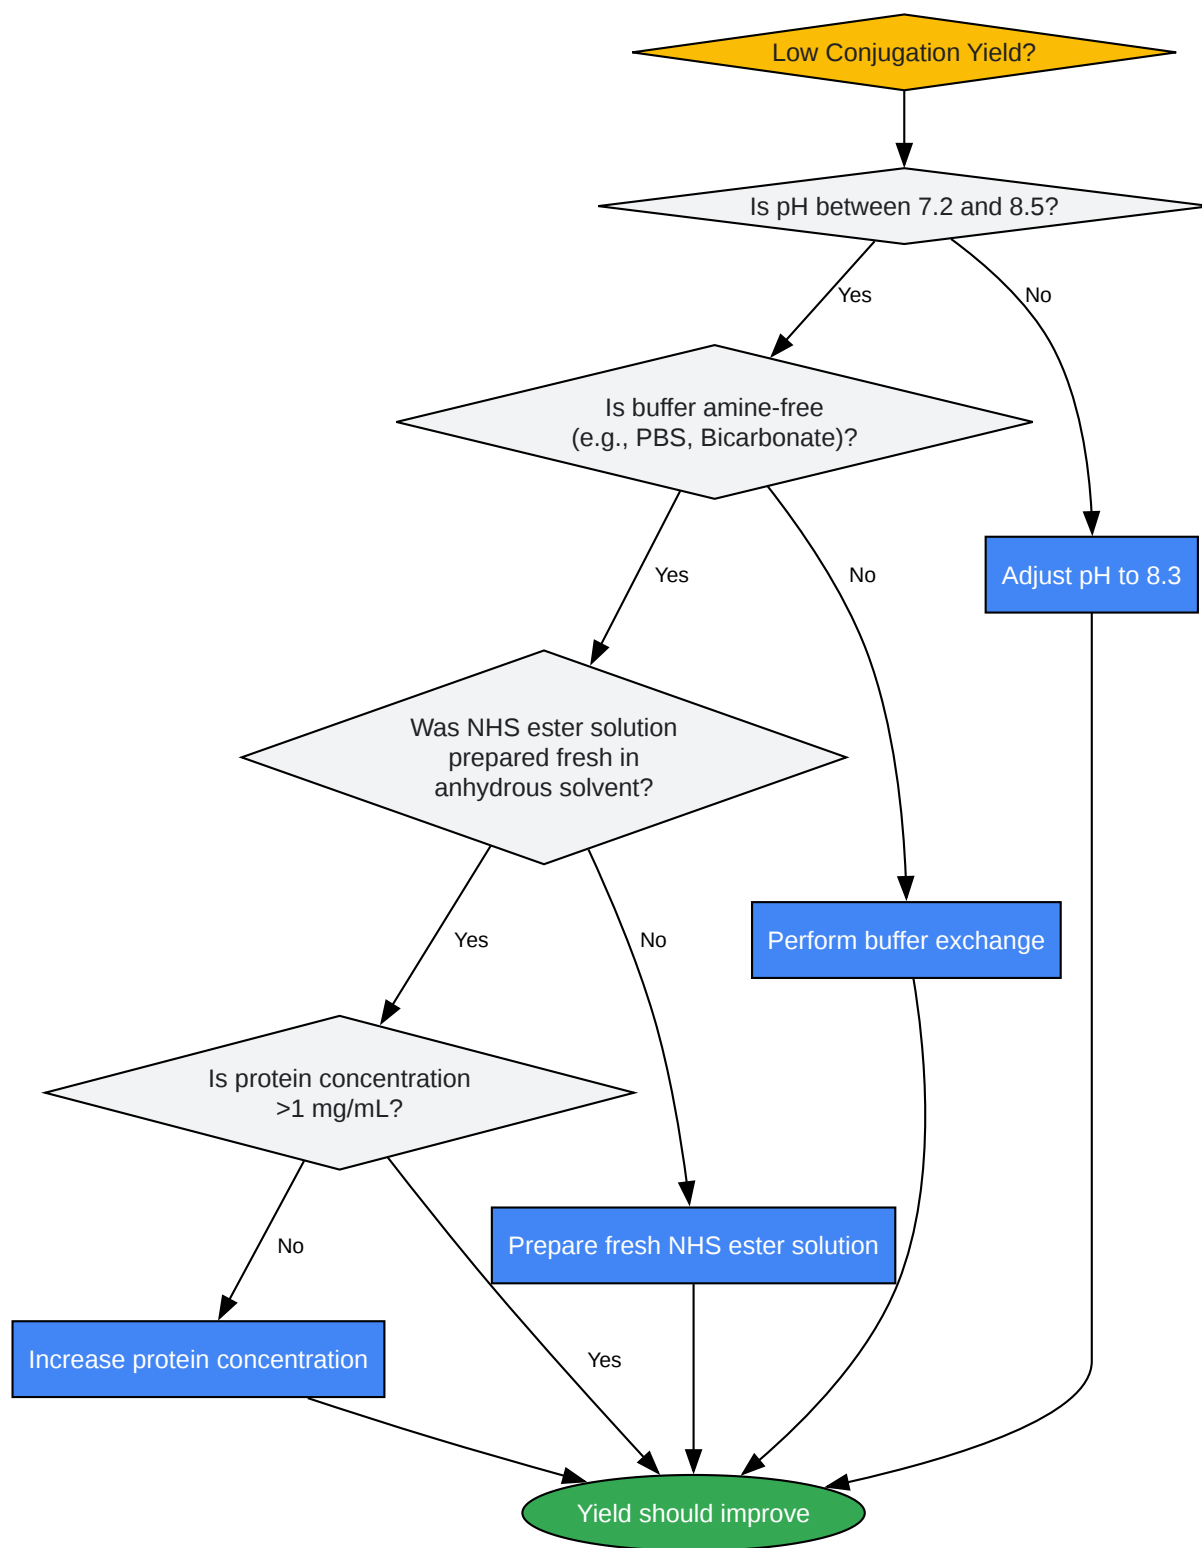 Low Conjugation Yield?
Is pH between 7.2 and 8.5?
Yes
No
Is buffer amine-free
(e.g., PBS, Bicarbonate)?
Yes
No
Adjust pH to 8.3
Was NHS ester solution
prepared fresh in
anhydrous solvent?
Yes
No
Perform buffer exchange
Is protein concentration
>1 mg/mL?
No
Yes
Prepare fresh NHS ester solution
Increase protein concentration
Yield should improve